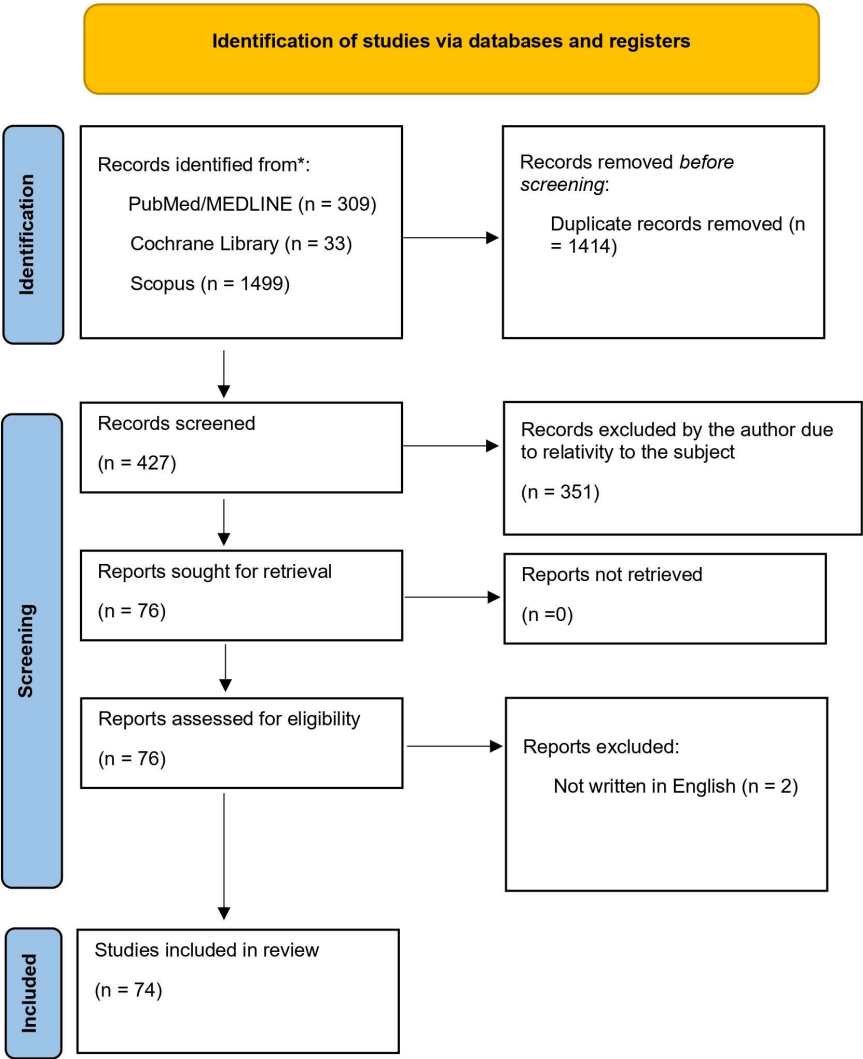 Identification of studies via databases and registers
Identification
Records identified from*:
PubMed/MEDLINE (n = 309)
Cochrane Library (n = 33)
Scopus (n = 1499)
Records removed before
screening:
Duplicate records removed (n
= 1414)
Screening
Records screened
(n = 427)
Records excluded by the author due
to relativity to the subject
(n = 351)
Reports sought for retrieval
(n = 76)
Reports not retrieved
(n =0)
Reports assessed for eligibility
(n = 76)
Reports excluded:
Not written in English (n = 2)
Included
Studies included in review
(n = 74)